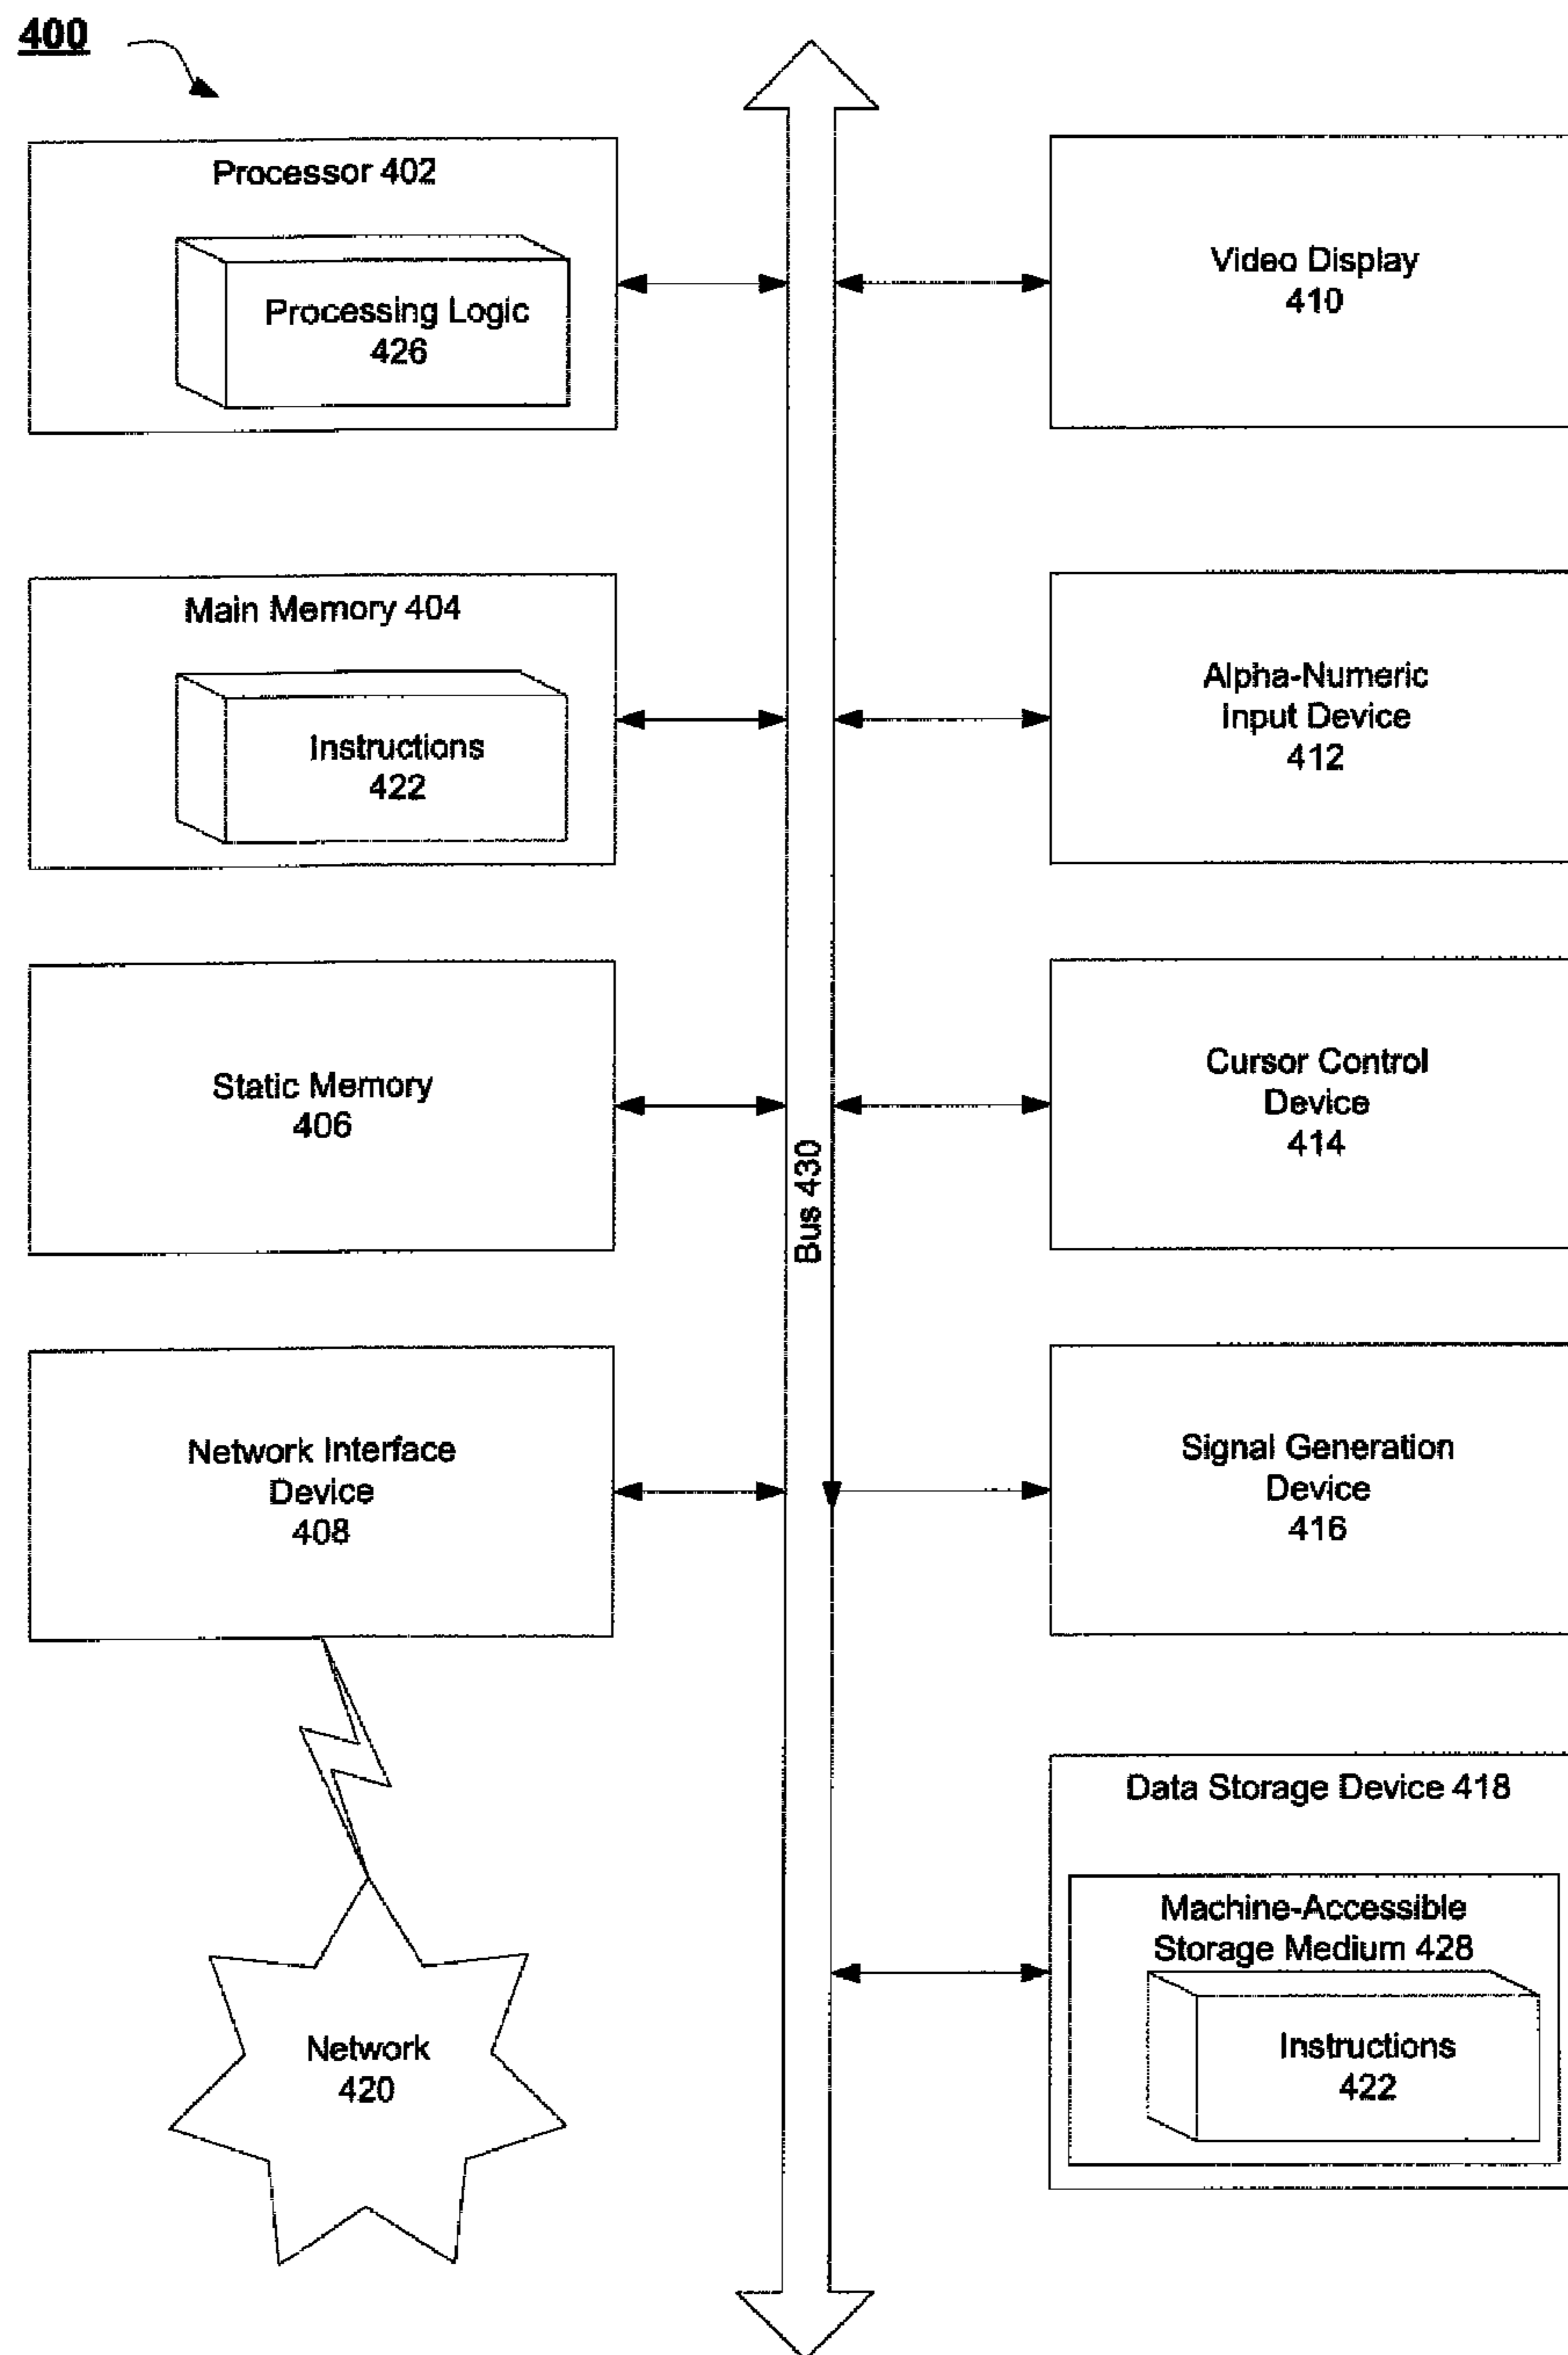 400
Processor 402
Processing Logic
426
Video Display
410
Main Memory 404
Instructions
422
Alpha-Numeric
Input Device
412
Static Memory
406
Cursor Control
Device
414
Bus 430
Network Interface
Device
408
Signal Generation
Device
416
Data Storage Device 418
Machine-Accessible
Storage Medium 428
Instructions
422
Network
420